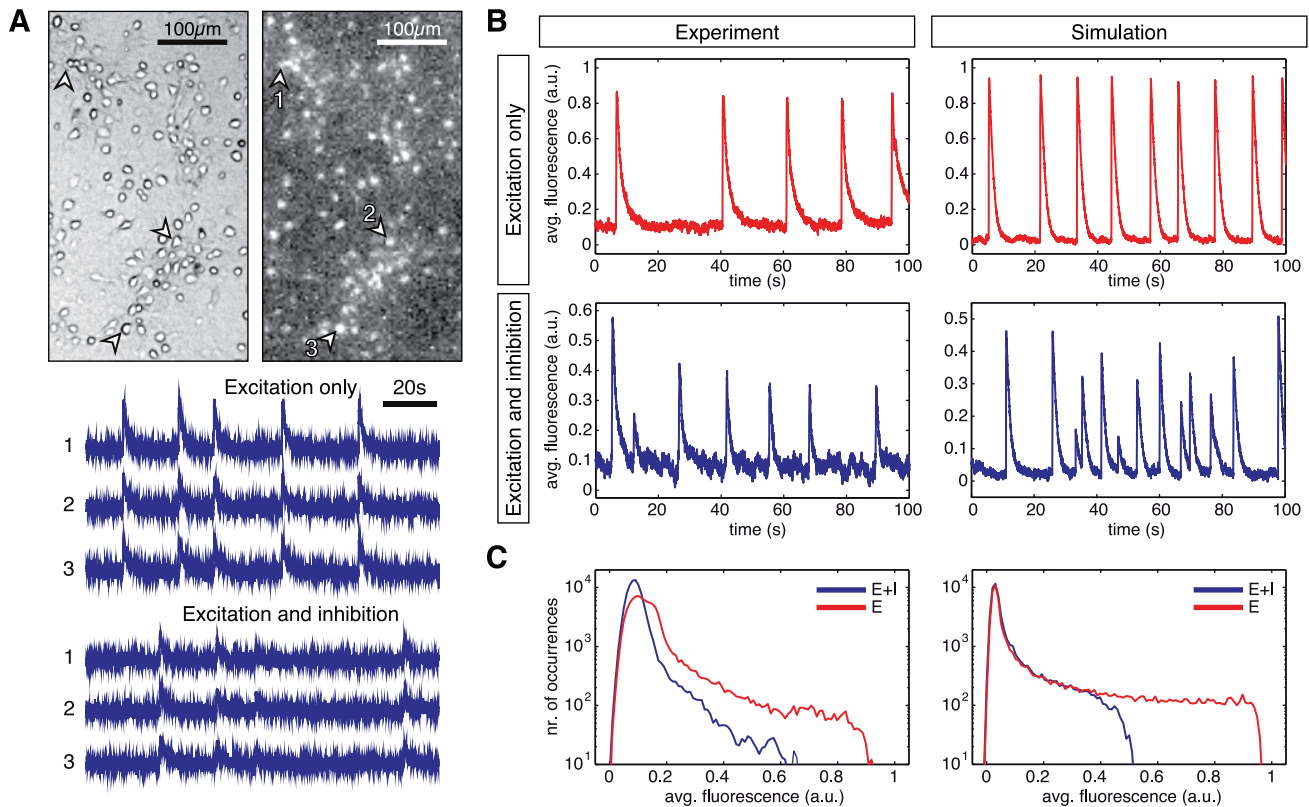 A
100µm
100µm
1
2
3
Excitation only
20s
1
2
3
Excitation and inhibition
1
2
3
B
Experiment
Simulation
Excitation only
avg. fluorescence (a.u.)
1
0.8
0.6
0.4
0.2
0
0 20 40 60 80 100
time (s)
1
0.8
0.6
0.4
0.2
0
0 20 40 60 80 100
time (s)
Excitation and inhibition
avg. fluorescence (a.u.)
0.6
0.5
0.4
0.3
0.2
0.1
0
0 20 40 60 80 100
time (s)
avg. fluorescence (a.u.)
0.5
0.4
0.3
0.2
0.1
0
0 20 40 60 80 100
time (s)
C
nr. of occurrences
10⁴
10³
10²
10¹
E+I
E
0 0.2 0.4 0.6 0.8 1
avg. fluorescence (a.u.)
10⁴
10³
10²
10¹
E+I
E
0 0.2 0.4 0.6 0.8 1
avg. fluorescence (a.u.)